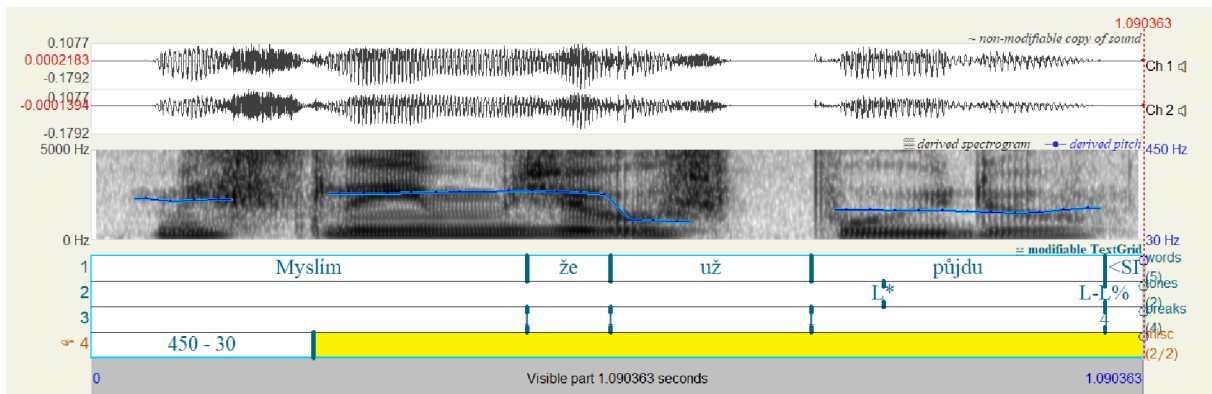 1.090363
~ non-modifiable copy of sound
0.1077
0.0002183
-0.1792
Ch 1
0.1077
-0.0001394
-0.1792
Ch 2
5000 Hz
derived spectrogram
derived pitch
450 Hz
0 Hz
30 Hz
modifiable TextGrid
1 Myslím že už půjdu <SI words (5)
2 L* L-L% tones (2)
3 4 breaks (4)
4 450 - 30 misc (2/2)
0 Visible part 1.090363 seconds 1.090363